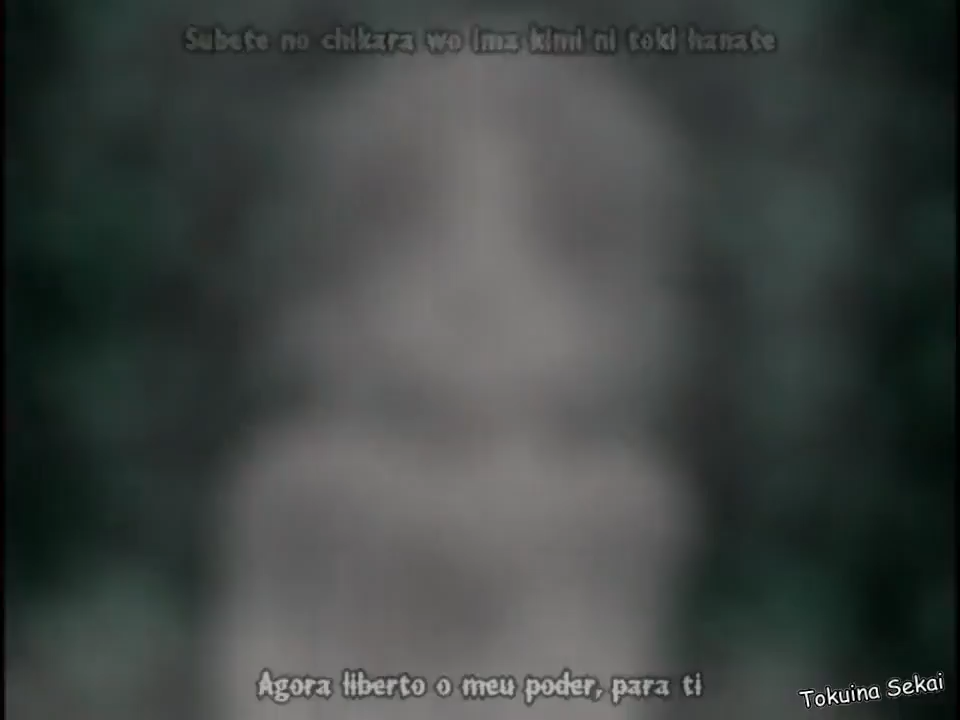 Subete no chikara wo ima kimi ni toki hanate
Agora liberto o meu poder, para ti
Tokuina Sekai